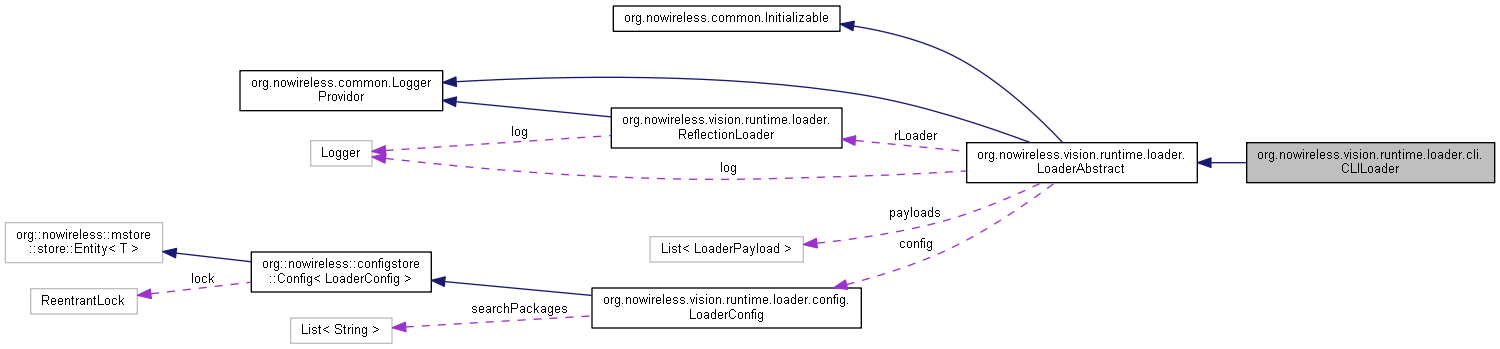 org.nowireless.common.Initializable
org.nowireless.common.Logger
Providor
org.nowireless.vision.runtime.loader.
ReflectionLoader
log
rLoader
Logger
org.nowireless.vision.runtime.loader.
LoaderAbstract
org.nowireless.vision.runtime.loader.cli.
CLILoader
log
payloads
org::nowireless::mstore
::store::Entity< T >
List< LoaderPayload >
config
org::nowireless::configstore
::Config< LoaderConfig >
lock
ReentrantLock
org.nowireless.vision.runtime.loader.config.
LoaderConfig
searchPackages
List< String >